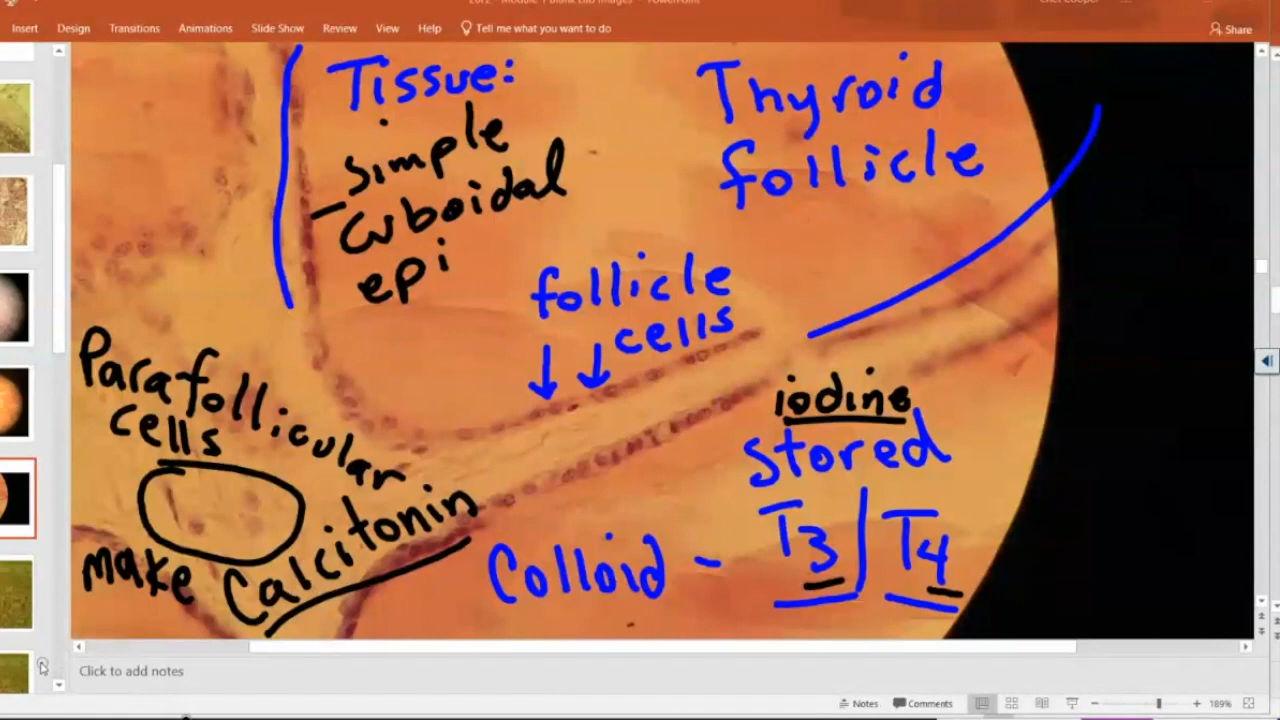 Insert Design Transitions Animations Slide Show Review View Help Tell me what you want to do Share
Tissue:
simple
cuboidal
epi
Thyroid
follicle
follicle
cells
Parafollicular
cells
make Calcitonin
iodine
stored
Colloid - T3/T4
Click to add notes
Notes Comments 189%